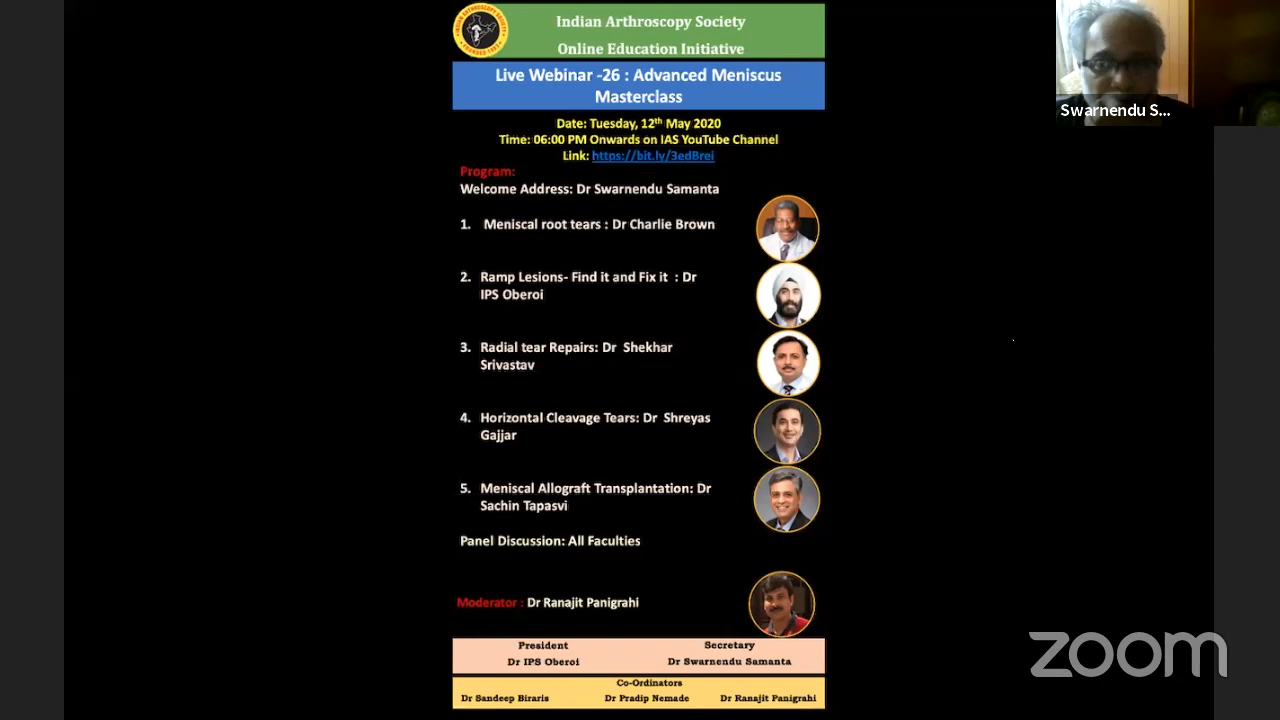 Indian Arthroscopy Society
Online Education Initiative
Live Webinar -26 : Advanced Meniscus
Masterclass
Date: Tuesday, 12th May 2020
Time: 06:00 PM Onwards on IAS YouTube Channel
Link: https://bit.ly/3edBrei
Program:
Welcome Address: Dr Swarnendu Samanta
1. Meniscal root tears : Dr Charlie Brown
2. Ramp Lesions- Find it and Fix it : Dr
IPS Oberoi
3. Radial tear Repairs: Dr Shekhar
Srivastav
4. Horizontal Cleavage Tears: Dr Shreyas
Gajjar
5. Meniscal Allograft Transplantation: Dr
Sachin Tapasvi
Panel Discussion: All Faculties
Moderator : Dr Ranajit Panigrahi
President
Dr IPS Oberoi
Secretary
Dr Swarnendu Samanta
Co-Ordinators
Dr Sandeep Biraris Dr Pradip Nemade Dr Ranajit Panigrahi
Swarnendu S...
zoom